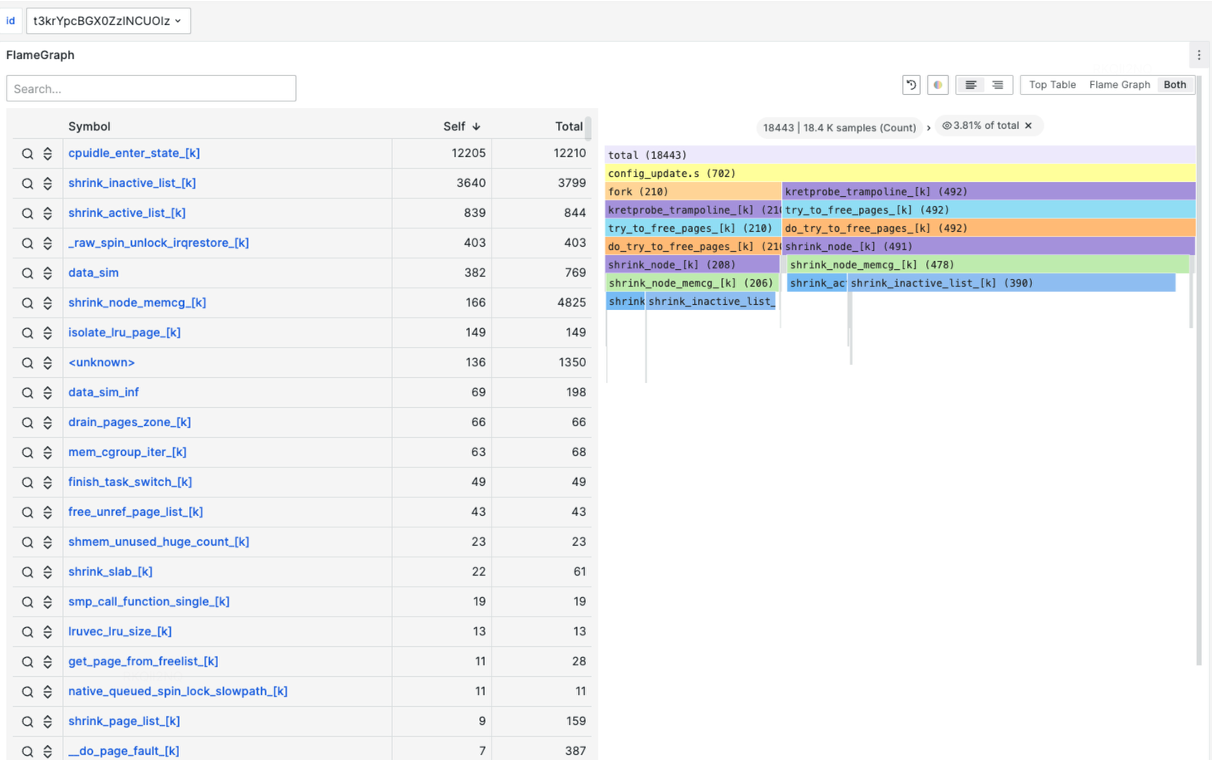 id t3krYpcBGX0ZzlNCUOlz
FlameGraph
Search...
Top Table Flame Graph Both
Symbol Self Total
cpuidle_enter_state_[k] 12205 12210
shrink_inactive_list_[k] 3640 3799
shrink_active_list_[k] 839 844
_raw_spin_unlock_irqrestore_[k] 403 403
data_sim 382 769
shrink_node_memcg_[k] 166 4825
isolate_lru_page_[k] 149 149
<unknown> 136 1350
data_sim_inf 69 198
drain_pages_zone_[k] 66 66
mem_cgroup_iter_[k] 63 68
finish_task_switch_[k] 49 49
free_unref_page_list_[k] 43 43
shmem_unused_huge_count_[k] 23 23
shrink_slab_[k] 22 61
smp_call_function_single_[k] 19 19
lruvec_lru_size_[k] 13 13
get_page_from_freelist_[k] 11 28
native_queued_spin_lock_slowpath_[k] 11 11
shrink_page_list_[k] 9 159
__do_page_fault_[k] 7 387
18443 | 18.4 K samples (Count) › 3.81% of total ×
total (18443)
config_update.s (702)
fork (210) kretprobe_trampoline_[k] (492)
kretprobe_trampoline_[k] (210 try_to_free_pages_[k] (492)
try_to_free_pages_[k] (210) do_try_to_free_pages_[k] (492)
do_try_to_free_pages_[k] (210 shrink_node_[k] (491)
shrink_node_[k] (208) shrink_node_memcg_[k] (478)
shrink_node_memcg_[k] (206) shrink_ac shrink_inactive_list_[k] (390)
shrink shrink_inactive_list_